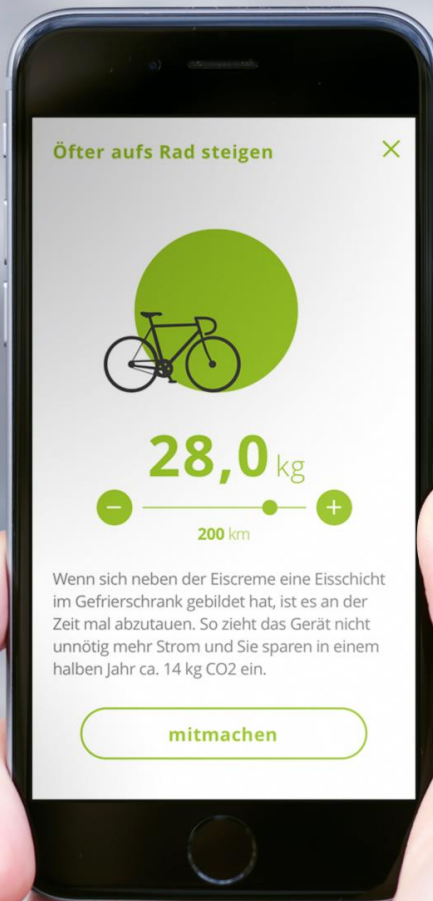 Öfter aufs Rad steigen
28,0 kg
200 km
Wenn sich neben der Eiscreme eine Eisschicht
im Gefrierschrank gebildet hat, ist es an der
Zeit mal abzutauen. So zieht das Gerät nicht
unnötig mehr Strom und Sie sparen in einem
halben Jahr ca. 14 kg CO2 ein.
mitmachen